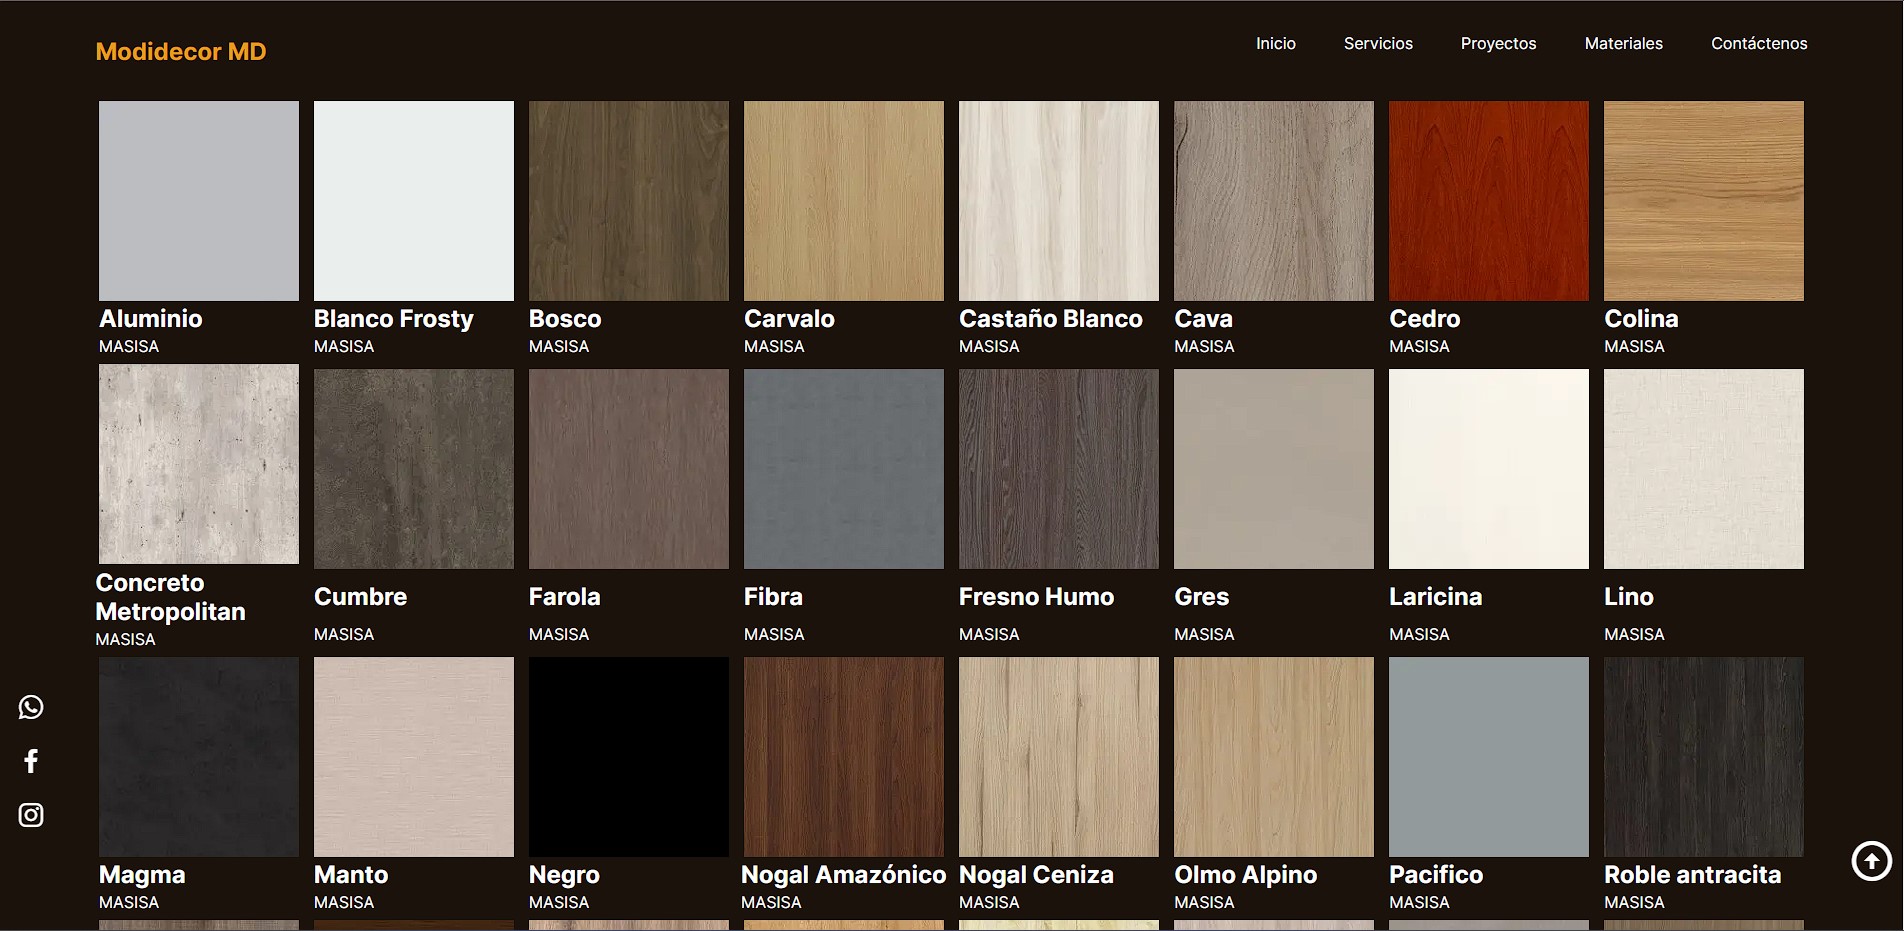 Modidecor MD
Inicio Servicios Proyectos Materiales Contáctenos
Aluminio
MASISA
Blanco Frosty
MASISA
Bosco
MASISA
Carvalo
MASISA
Castaño Blanco
MASISA
Cava
MASISA
Cedro
MASISA
Colina
MASISA
Concreto
Metropolitan
MASISA
Cumbre
MASISA
Farola
MASISA
Fibra
MASISA
Fresno Humo
MASISA
Gres
MASISA
Laricina
MASISA
Lino
MASISA
Magma
MASISA
Manto
MASISA
Negro
MASISA
Nogal Amazónico
MASISA
Nogal Ceniza
MASISA
Olmo Alpino
MASISA
Pacifico
MASISA
Roble antracita
MASISA